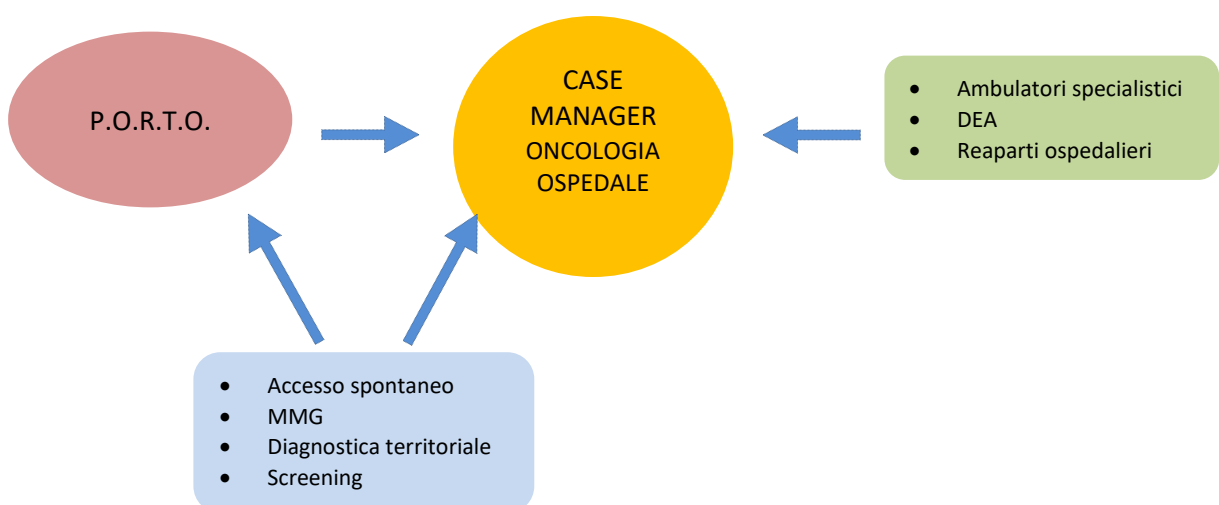 P.O.R.T.O.
CASE
MANAGER
ONCOLOGIA
OSPEDALE
• Ambulatori specialistici
• DEA
• Reaparti ospedalieri
• Accesso spontaneo
• MMG
• Diagnostica territoriale
• Screening